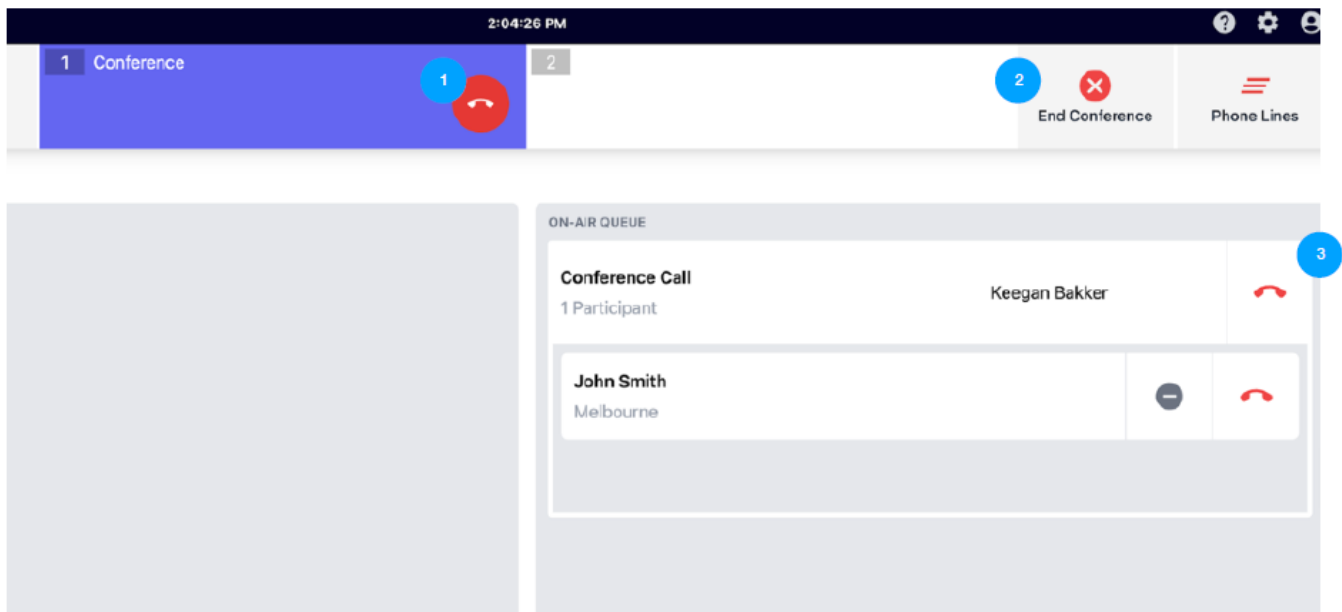 2:04:26 PM
1 Conference
1
2
2
End Conference
Phone Lines
ON-AIR QUEUE
3
Conference Call
Keegan Bakker
1 Participant
John Smith
Melbourne